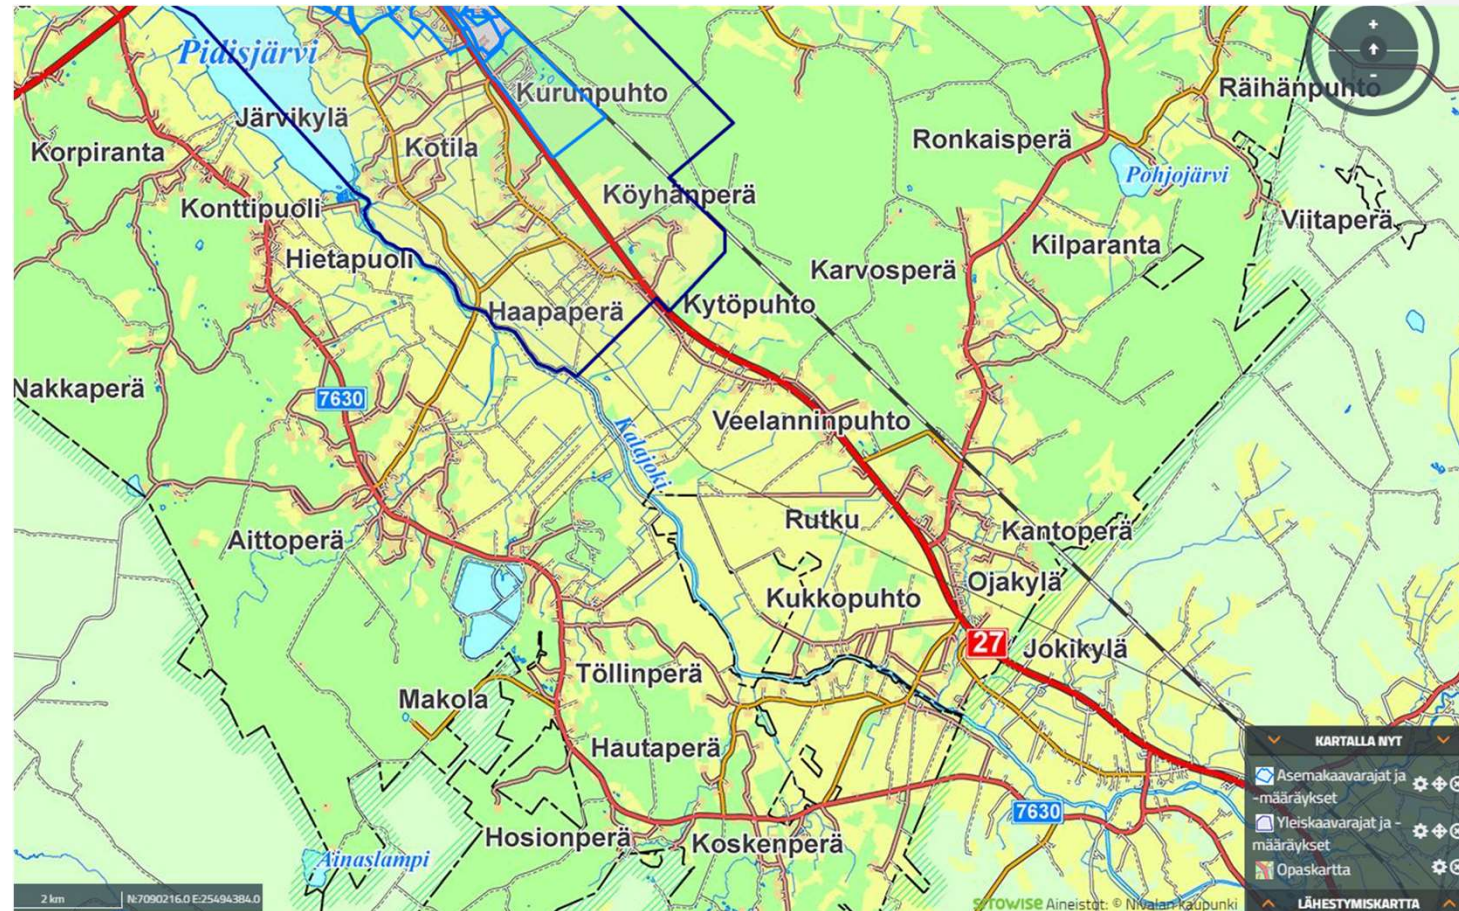 Pidisjärvi
Kurunpuhto
Räihänpuhto
+
-
Järvikylä
Ronkaisperä
Korpiranta
Kotila
Pohjojärvi
Köyhänperä
Konttipuoli
Viitaperä
Kilparanta
Hietapuoli
Karvosperä
Haapaperä
Kytöpuhto
Nakkaperä
7630
Veelanninpuhto
Kalajoki
Rutku
Kantoperä
Aittoperä
Ojakylä
Kukkopuhto
27
Jokikylä
Töllinperä
Makola
Hautaperä
KARTALLA NYT
Asemakaavarajat ja
-määräykset
7630
Yleiskaavarajat ja -
määräykset
Hosionperä
Koskenperä
Ainaslampi
Opaskartta
2 km
N:7090216.0 E:25494384.0
SITOWISE Aineistot: © Nivalan kaupunki
LÄHESTYMISKARTTA